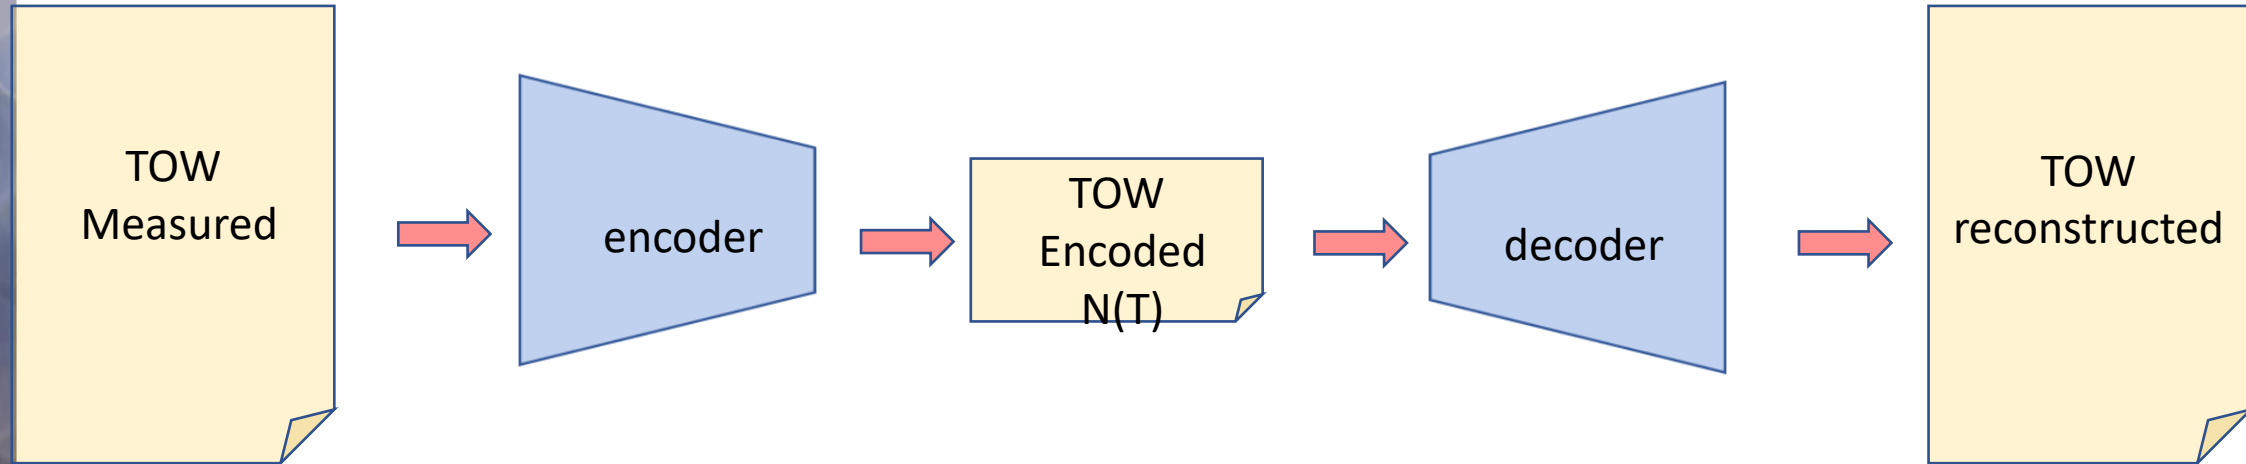 TOW
Measured
encoder
TOW
Encoded
N(T)
decoder
TOW
reconstructed